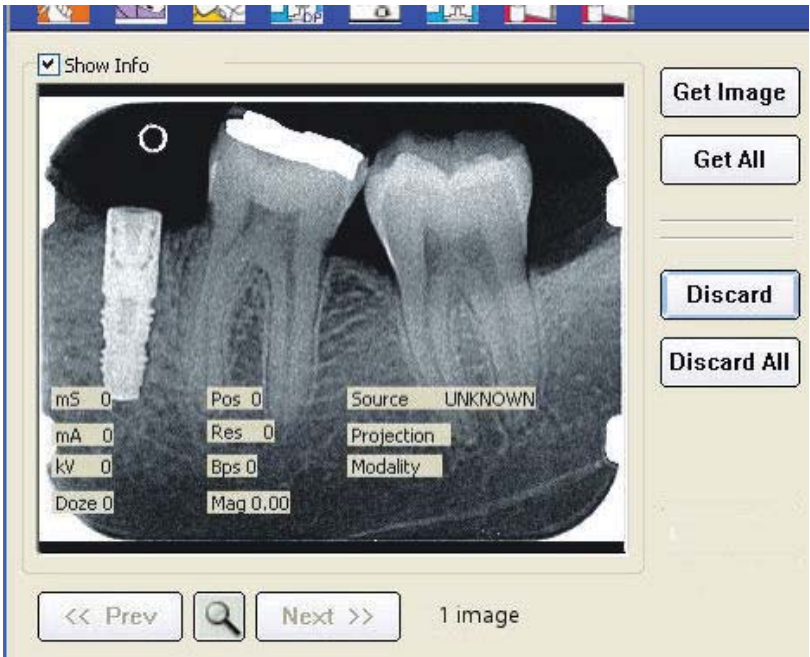 DP
Show Info
Get Image
Get All
Discard
Discard All
mS 0
Pos 0
Source UNKNOWN
mA 0
Res 0
Projection
kV 0
Bps 0
Modality
Doze 0
Mag 0.00
<< Prev
Next >>
1 image